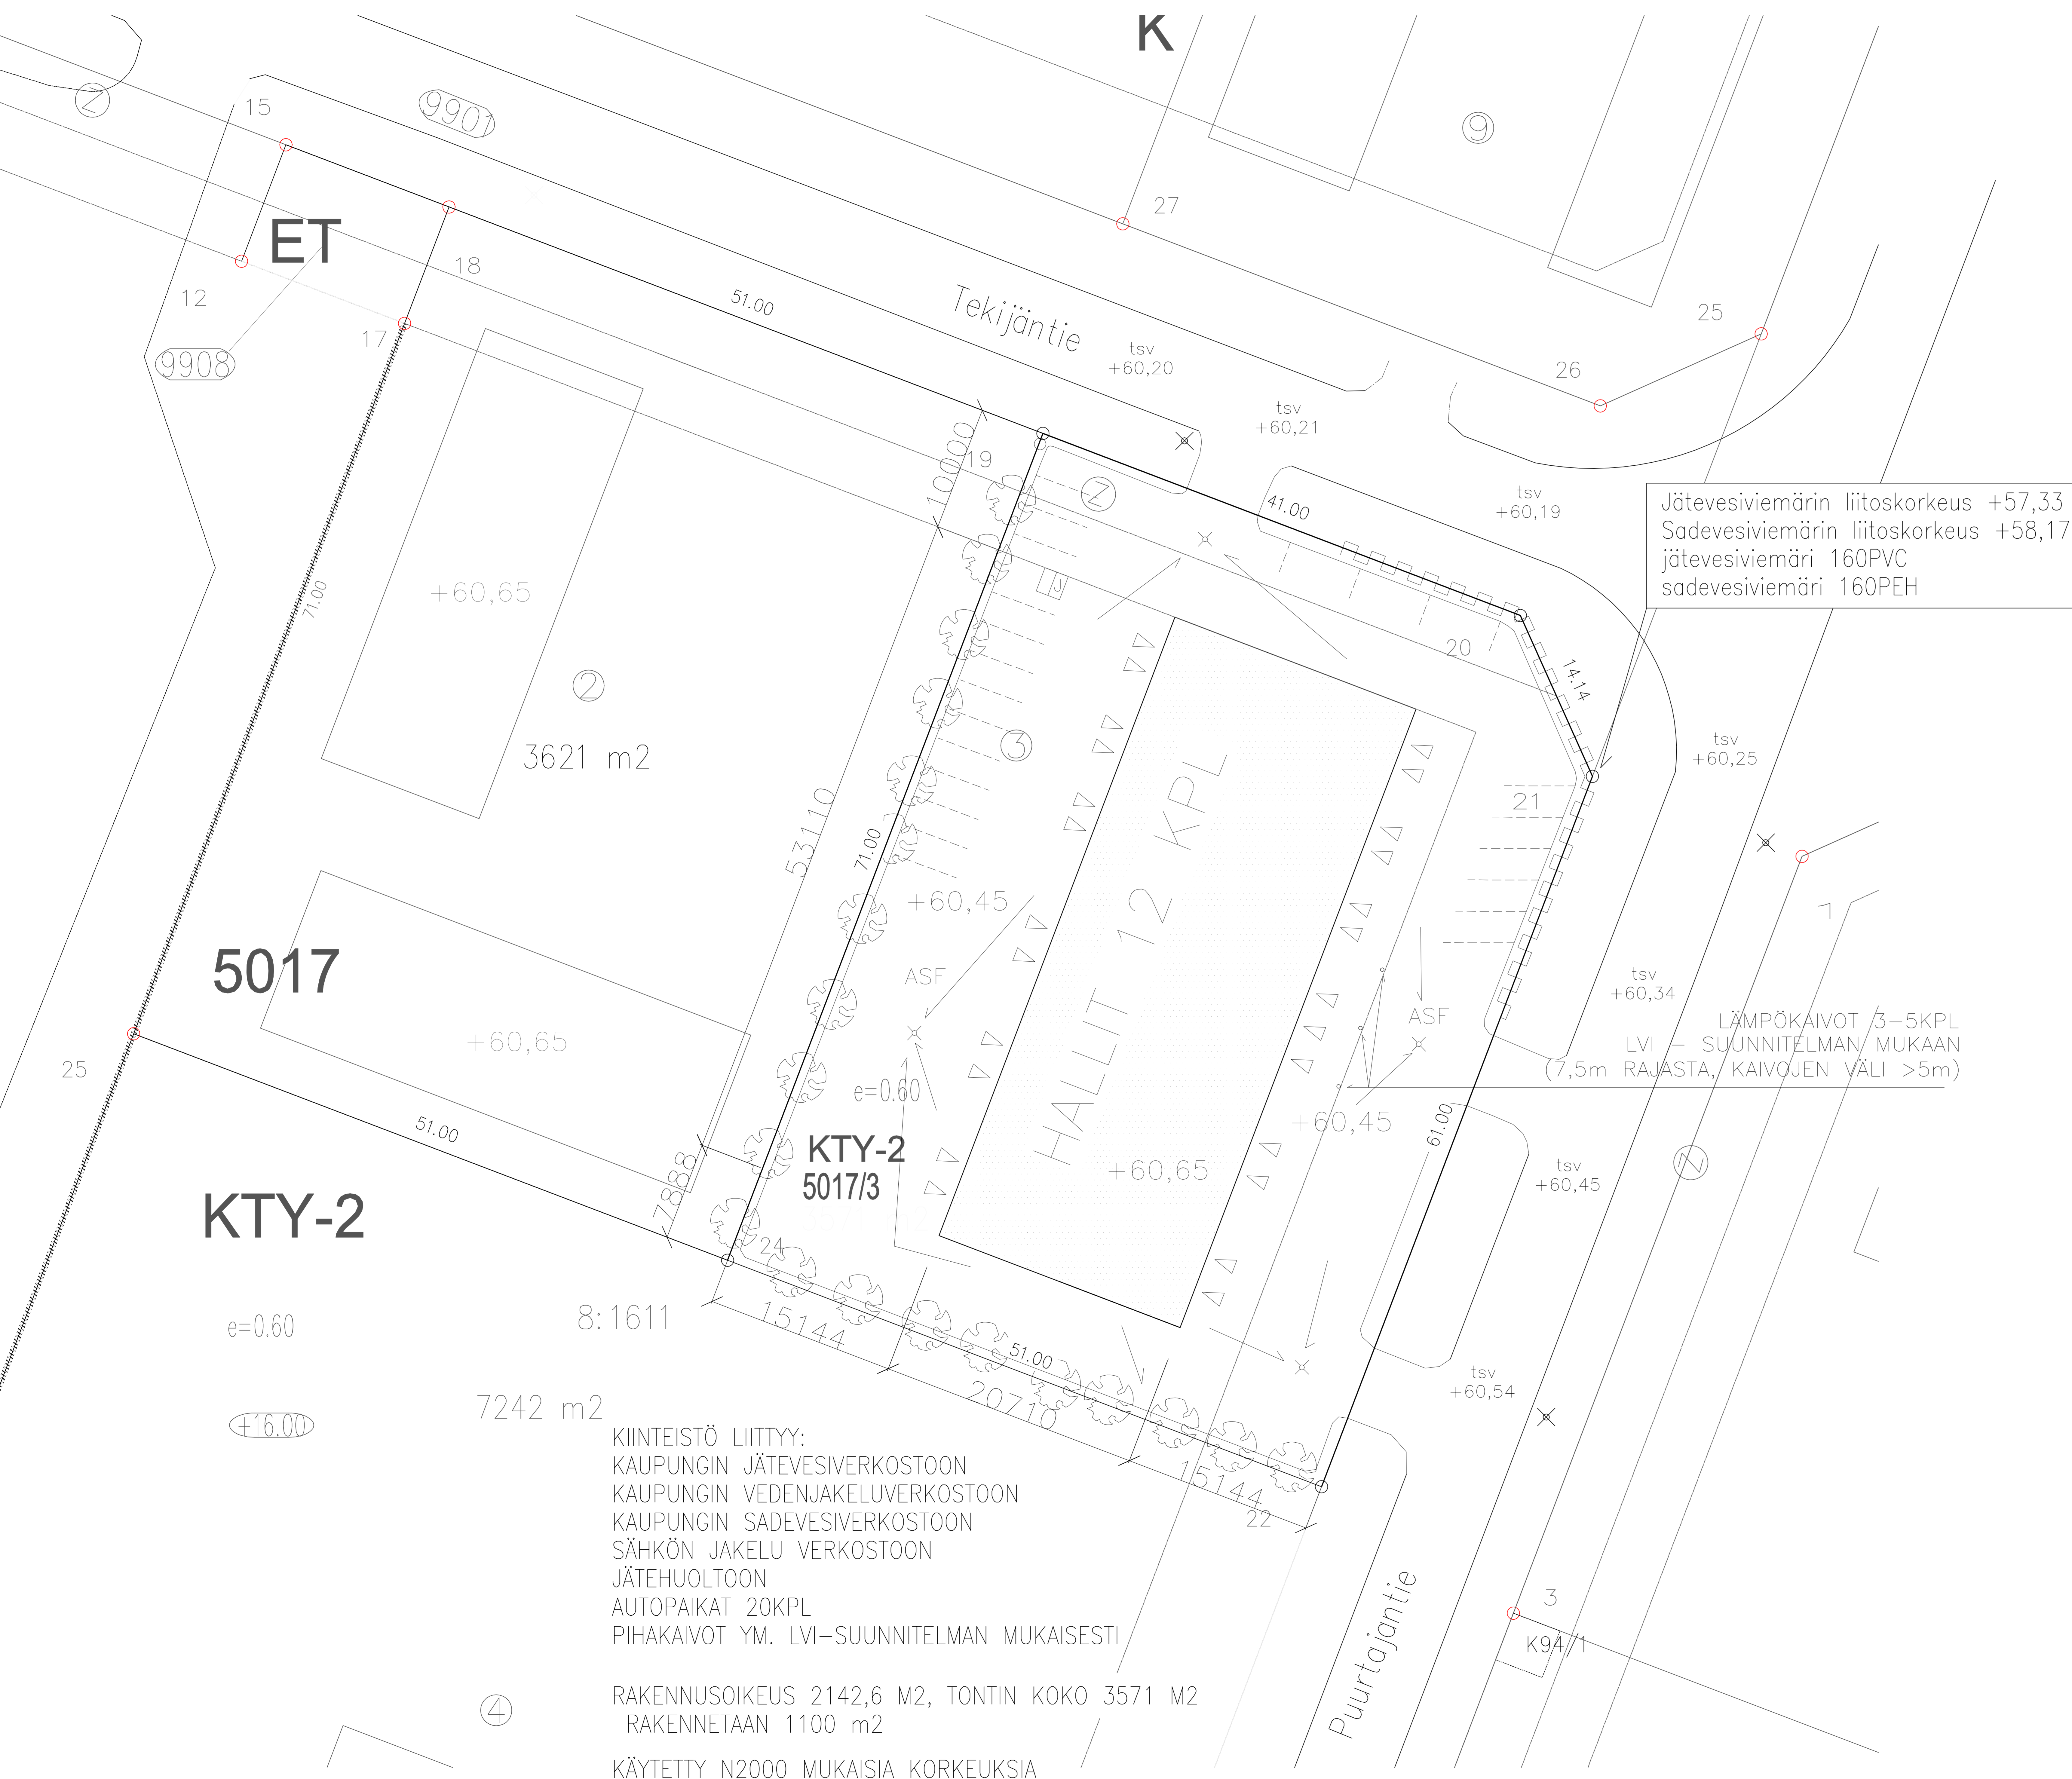 K
9
Z
15
9901
27
ET
18
12
17
9908
51.00
Tekijäntie
tsv
+60,20
25
26
tsv
+60,21
10000
19
Z
41.00
tsv
+60,19
Jätevesiviemärin liitoskorkeus +57,33
Sadevesiviemärin liitoskorkeus +58,17
jätevesiviemäri 160PVC
sadevesiviemäri 160PEH
71.00
+60,65
J
20
14.14
2
3621 m2
3
tsv
+60,25
53110
71.00
21
HALLIT 12 KPL
+60,45
7
5017
ASF
tsv
+60,34
ASF
LÄMPÖKAIVOT 3-5KPL
LVI - SUUNNITELMAN MUKAAN
(7,5m RAJASTA, KAIVOJEN VÄLI >5m)
+60,65
25
e=0.60
51.00
+60,45
61.00
KTY-2
5017/3
+60,65
7888
tsv
+60,45
Z
KTY-2
24
e=0.60
8:1611
15144
51.00
20710
tsv
+60,54
+16.00
7242 m2
15144
22
KIINTEISTÖ LIITTYY:
KAUPUNGIN JÄTEVESIVERKOSTOON
KAUPUNGIN VEDENJAKELUVERKOSTOON
KAUPUNGIN SADEVESIVERKOSTOON
SÄHKÖN JAKELU VERKOSTOON
JÄTEHUOLTOON
AUTOPAIKAT 20KPL
PIHAKAIVOT YM. LVI-SUUNNITELMAN MUKAISESTI
Puurtajantie
3
K94/1
4
RAKENNUSOIKEUS 2142,6 M2, TONTIN KOKO 3571 M2
RAKENNETAAN 1100 m2
KÄYTETTY N2000 MUKAISIA KORKEUKSIA